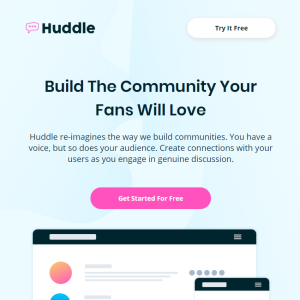 Huddle
Try It Free
Build The Community Your
Fans Will Love
Huddle re-imagines the way we build communities. You have a
voice, but so does your audience. Create connections with your
users as you engage in genuine discussion.
Get Started For Free